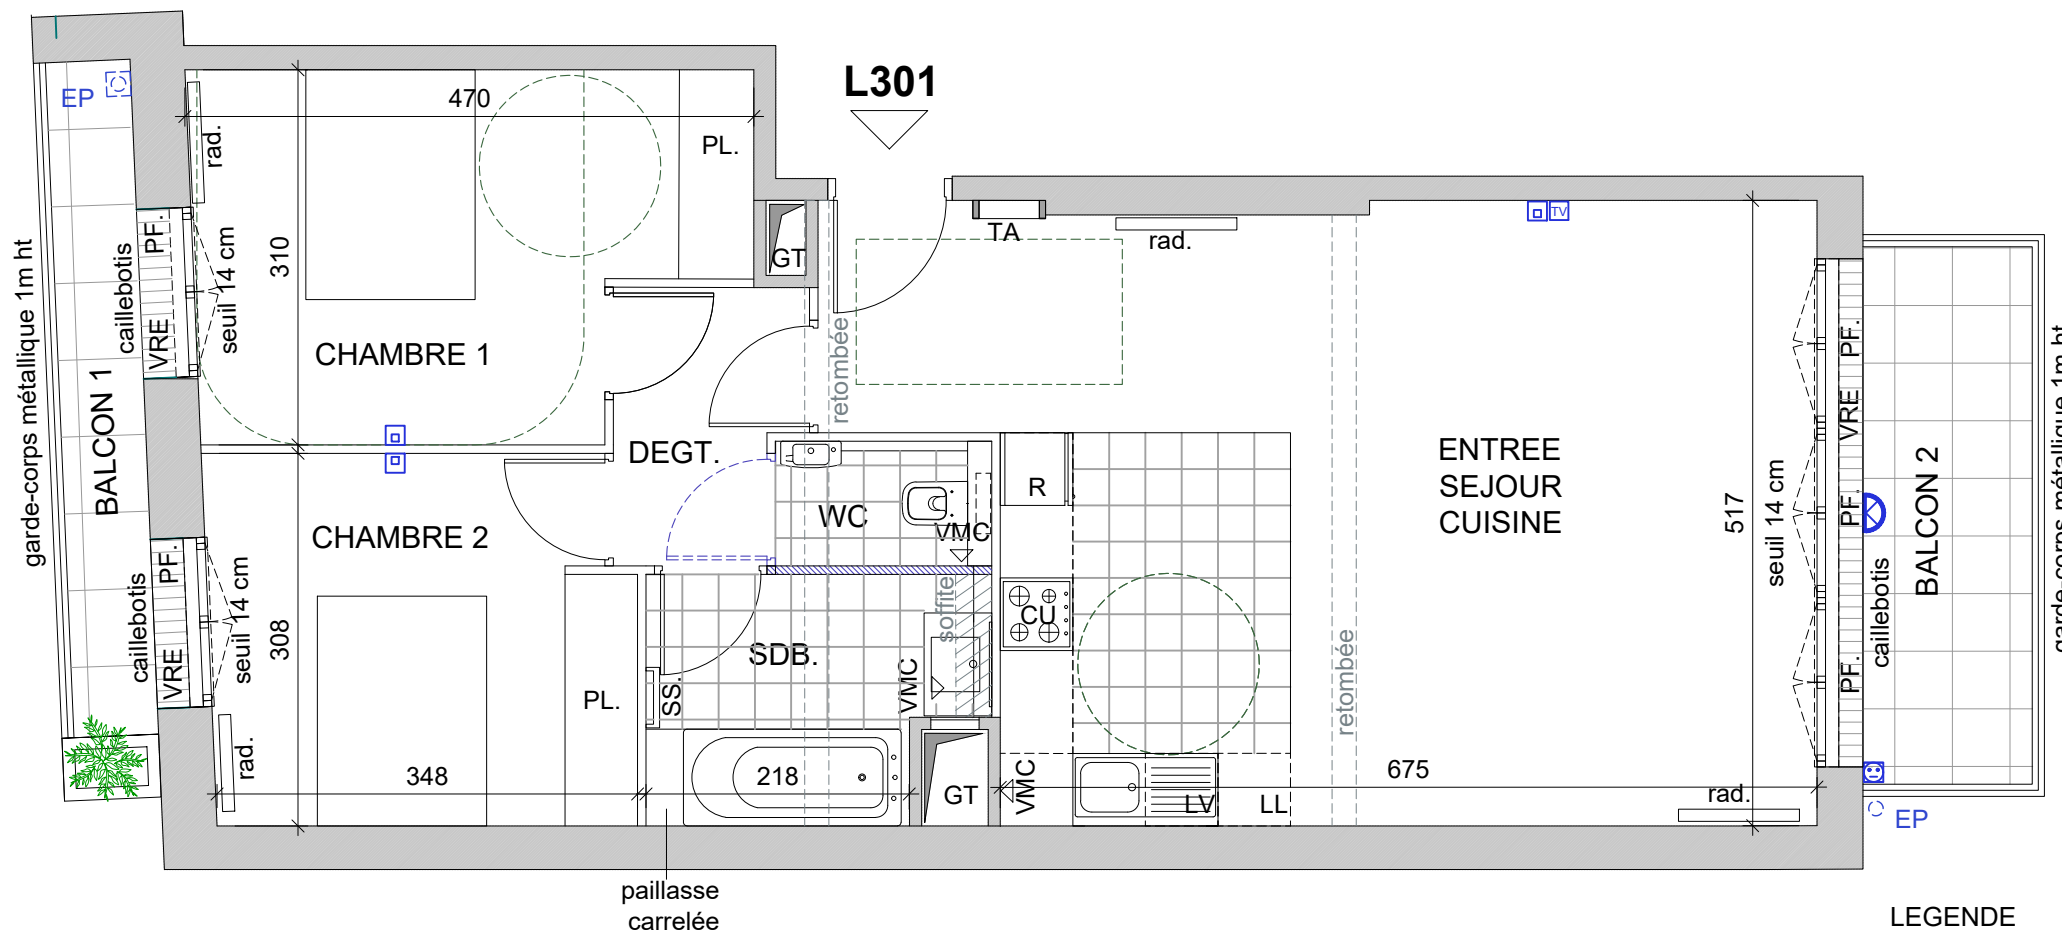 L301
EP
470
PL.
rad.
GT
TA
rad.
TV
garde-corps métallique 1m ht
BALCON 1
caillebotis
PF.
VRE
seuil 14 cm
310
CHAMBRE 1
retombée
DEGT.
CHAMBRE 2
WC
VMC
R
ENTREE
SEJOUR
CUISINE
517
seuil 14 cm
PF.
VRE
PF.
PF.
caillebotis
BALCON 2
garde-corps métallique 1m ht
caillebotis
PF.
VRE
seuil 14 cm
308
rad.
PL.
SS.
SDB.
soffite
VMC
CU
retombée
348
218
GT
VMC
LV
LL
675
rad.
EP
paillasse
carrelée
LEGENDE